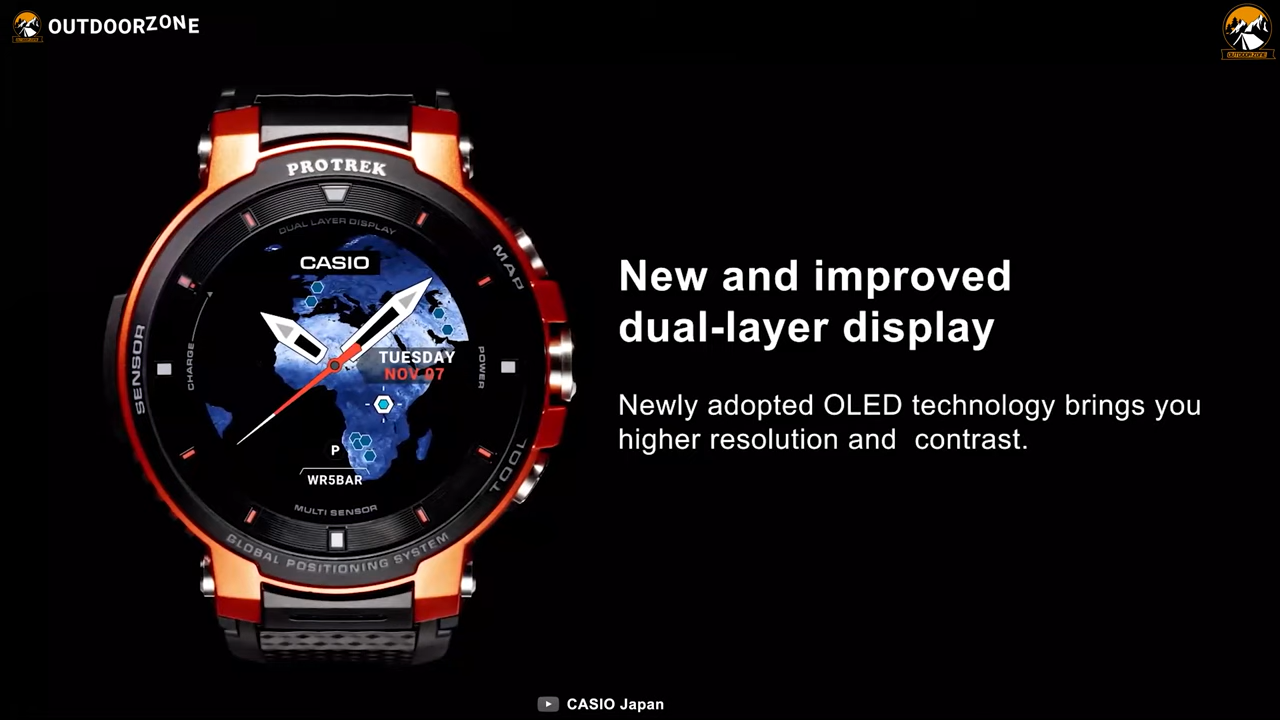 OUTDOORZONE
OUTDOORZONE
PROTREK
DUAL LAYER DISPLAY
CASIO
MAP
SENSOR
CHARGE
POWER
TUESDAY
NOV 07
P
WR5BAR
TOOL
MULTI SENSOR
GLOBAL POSITIONING SYSTEM
New and improved
dual-layer display
Newly adopted OLED technology brings you
higher resolution and contrast.
CASIO Japan